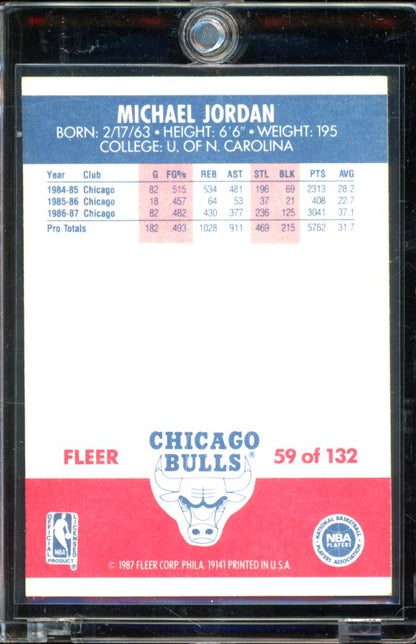 MICHAEL JORDAN
BORN: 2/17/63 • HEIGHT: 6'6" • WEIGHT: 195
COLLEGE: U. OF N. CAROLINA
Year Club G FG% REB AST STL BLK PTS AVG
1984-85 Chicago 82 .515 534 481 196 69 2313 28.2
1985-86 Chicago 18 .457 64 53 37 21 408 22.7
1986-87 Chicago 82 .482 430 377 236 125 3041 37.1
Pro Totals 182 .493 1028 911 469 215 5762 31.7
FLEER
CHICAGO
BULLS®
59 of 132
OFFICIAL LICENSED
NBA
PRODUCT
NATIONAL BASKETBALL
NBA
PLAYERS
PLAYERS ASSOCIATION
© 1987 FLEER CORP. PHILA. 19141 PRINTED IN U.S.A.